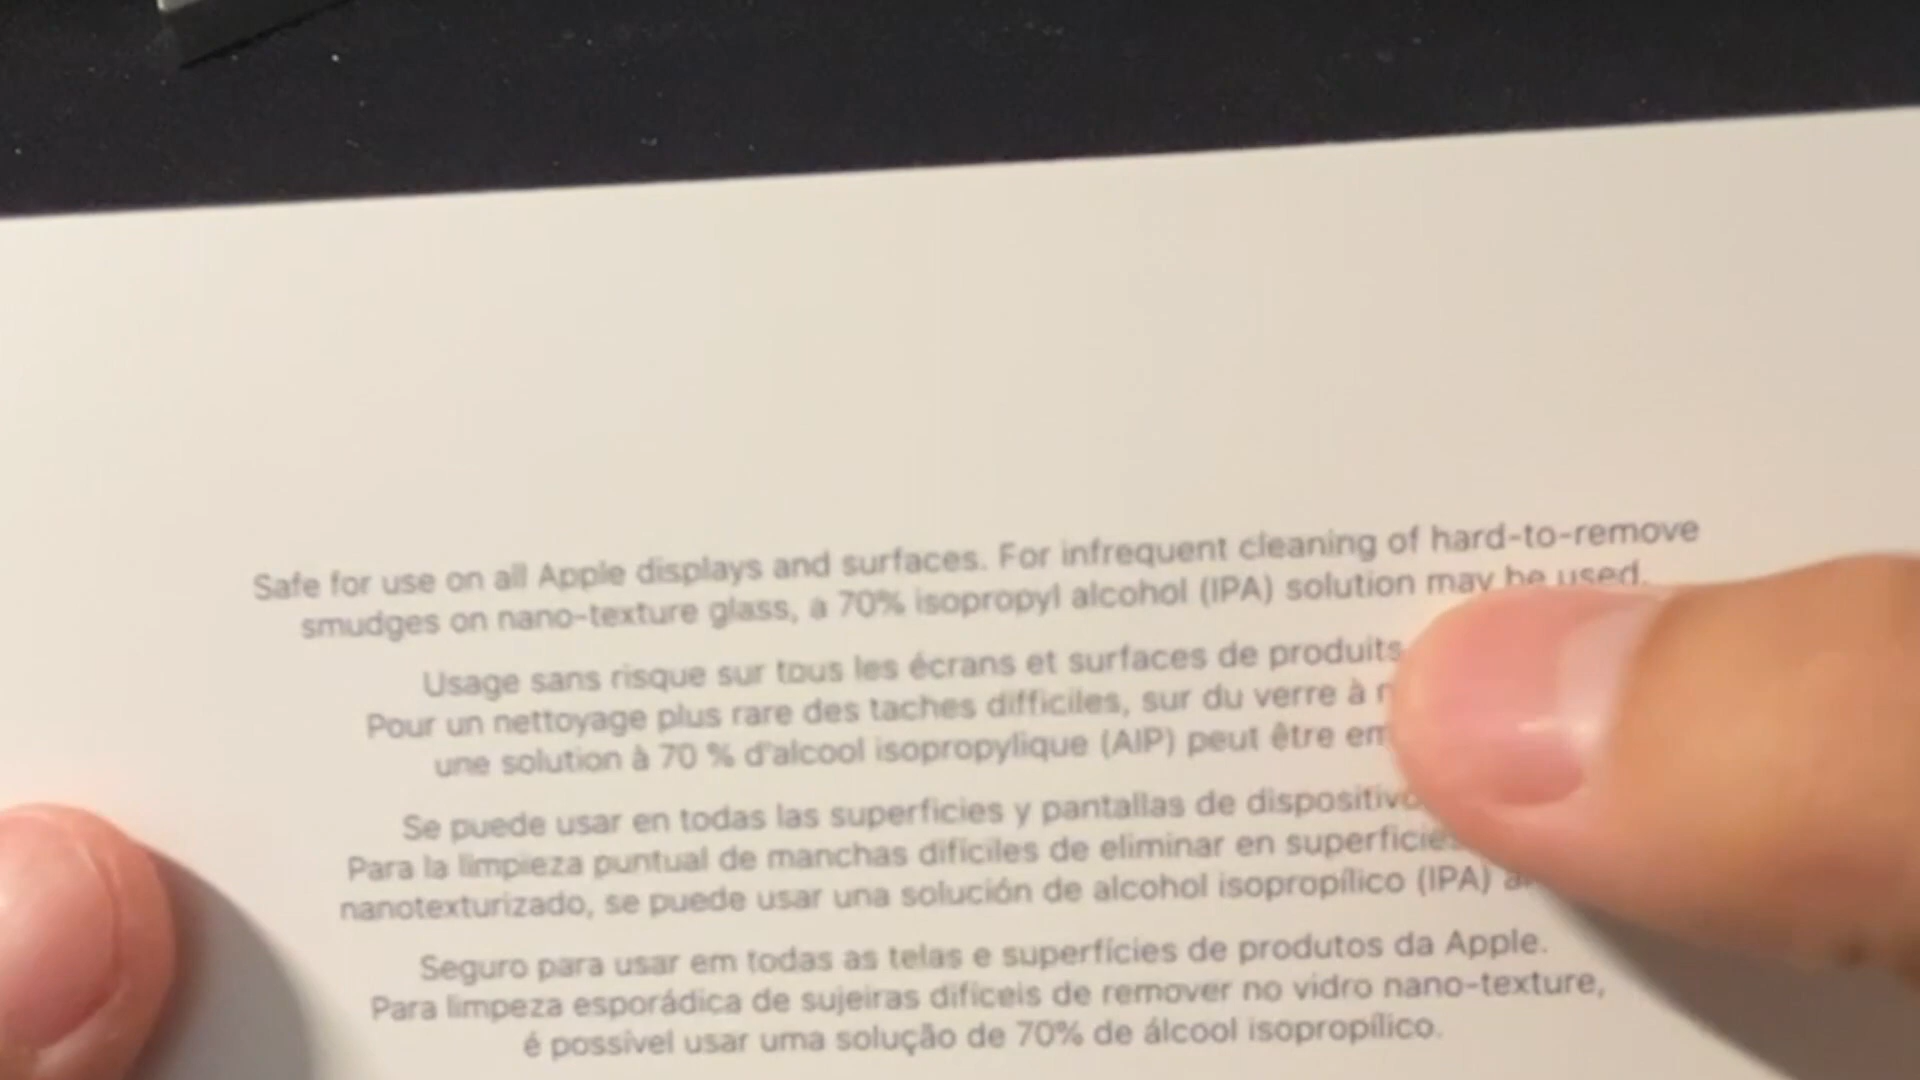 Safe for use on all Apple displays and surfaces. For infrequent cleaning of hard-to-remove
smudges on nano-texture glass, a 70% isopropyl alcohol (IPA) solution may be used.
Usage sans risque sur tous les écrans et surfaces de produits
Pour un nettoyage plus rare des taches difficiles, sur du verre à
une solution à 70 % d'alcool isopropylique (AIP) peut être
Se puede usar en todas las superficies y pantallas de
Para la limpieza puntual de manchas difíciles de eliminar en
nanotexturizado, se puede usar una solución de alcohol isopropílico (IPA)
Seguro para usar em todas as telas e superfícies de produtos da Apple.
Para limpeza esporádica de sujeiras difíceis de remover no vidro nano-texture,
é possível usar uma solução de 70% de álcool isopropílico.